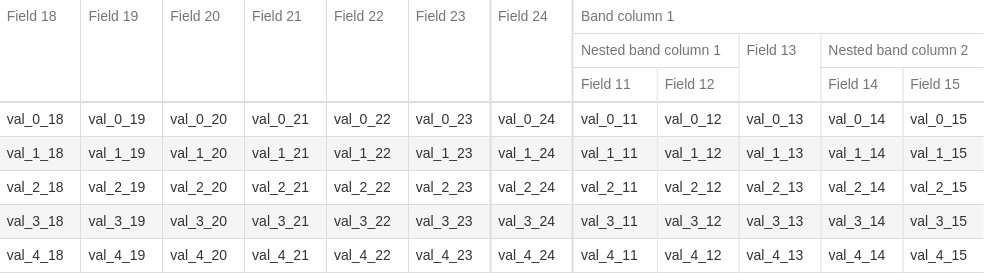 Field 18 Field 19 Field 20 Field 21 Field 22 Field 23 Field 24 Band column 1
Nested band column 1 Field 13 Nested band column 2
Field 11 Field 12 Field 14 Field 15
val_0_18 val_0_19 val_0_20 val_0_21 val_0_22 val_0_23 val_0_24 val_0_11 val_0_12 val_0_13 val_0_14 val_0_15
val_1_18 val_1_19 val_1_20 val_1_21 val_1_22 val_1_23 val_1_24 val_1_11 val_1_12 val_1_13 val_1_14 val_1_15
val_2_18 val_2_19 val_2_20 val_2_21 val_2_22 val_2_23 val_2_24 val_2_11 val_2_12 val_2_13 val_2_14 val_2_15
val_3_18 val_3_19 val_3_20 val_3_21 val_3_22 val_3_23 val_3_24 val_3_11 val_3_12 val_3_13 val_3_14 val_3_15
val_4_18 val_4_19 val_4_20 val_4_21 val_4_22 val_4_23 val_4_24 val_4_11 val_4_12 val_4_13 val_4_14 val_4_15